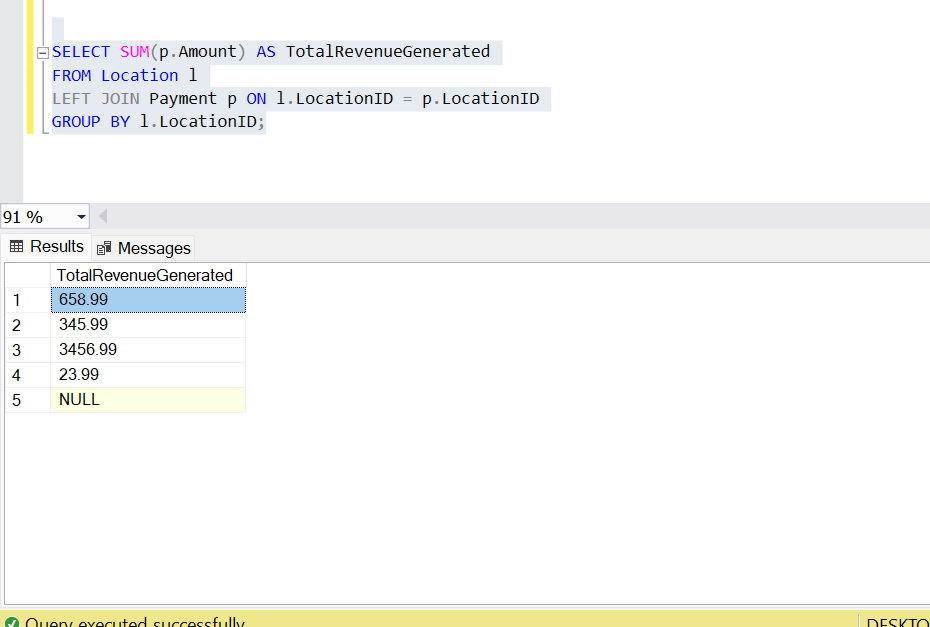 SELECT SUM(p.Amount) AS TotalRevenueGenerated
FROM Location l
LEFT JOIN Payment p ON l.LocationID = p.LocationID
GROUP BY l.LocationID;
91 %
Results Messages
TotalRevenueGenerated
1 658.99
2 345.99
3 3456.99
4 23.99
5 NULL
Query executed successfully DESKTO